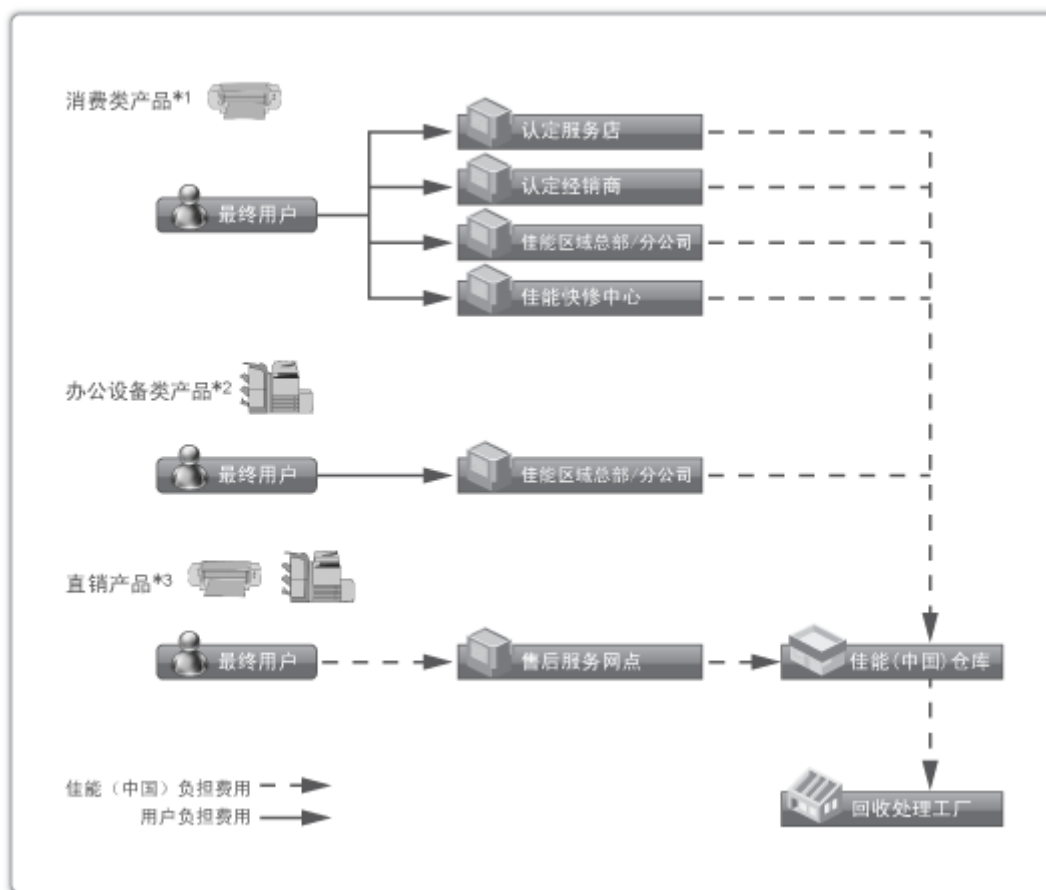 消费类产品*1
认定服务店
认定经销商
最终用户
佳能区域总部/分公司
佳能快修中心
办公设备类产品*2
最终用户
佳能区域总部/分公司
直销产品*3
最终用户
售后服务网点
佳能(中国)仓库
佳能（中国）负担费用
用户负担费用
回收处理工厂